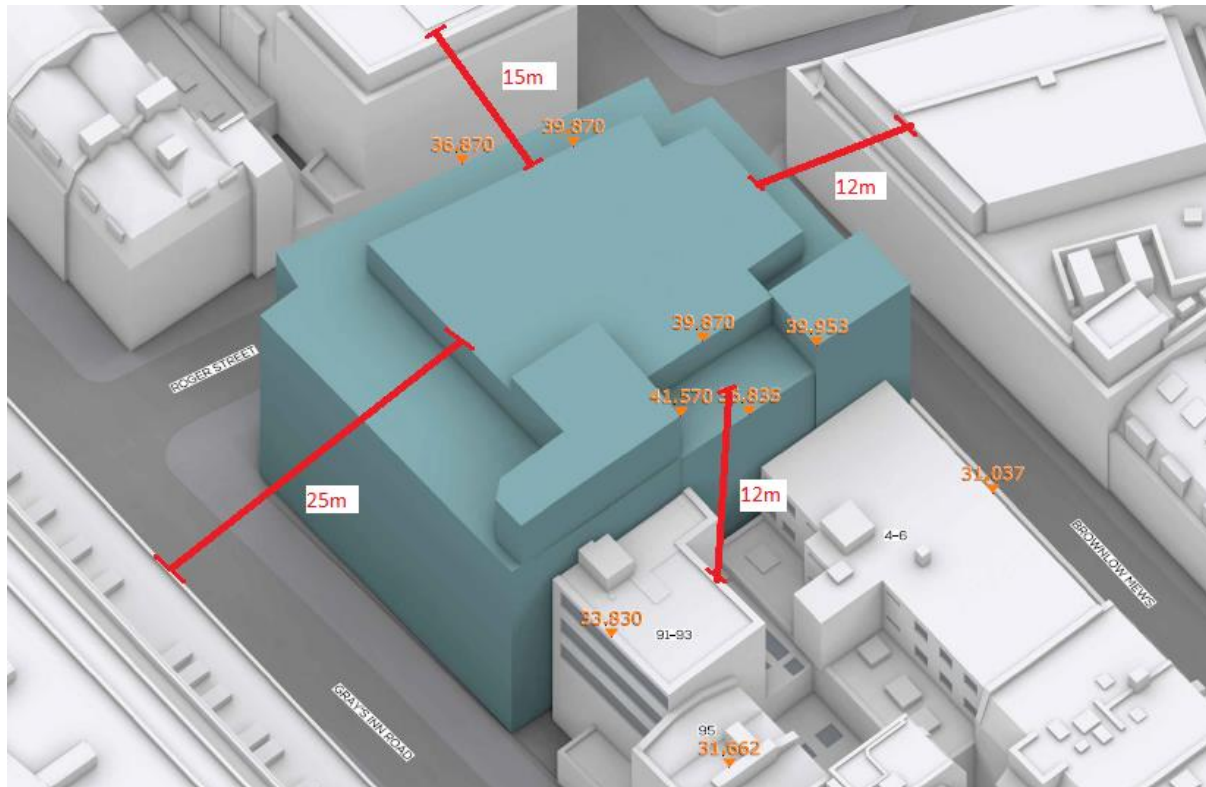 15m
39,870
36,870
12m
ROGER STREET
39,870
39,953
41,570
25m
12m
31,037
4-6
BROWNLOW MEWS
33,830
91-93
GRAY'S INN ROAD
95
31,662